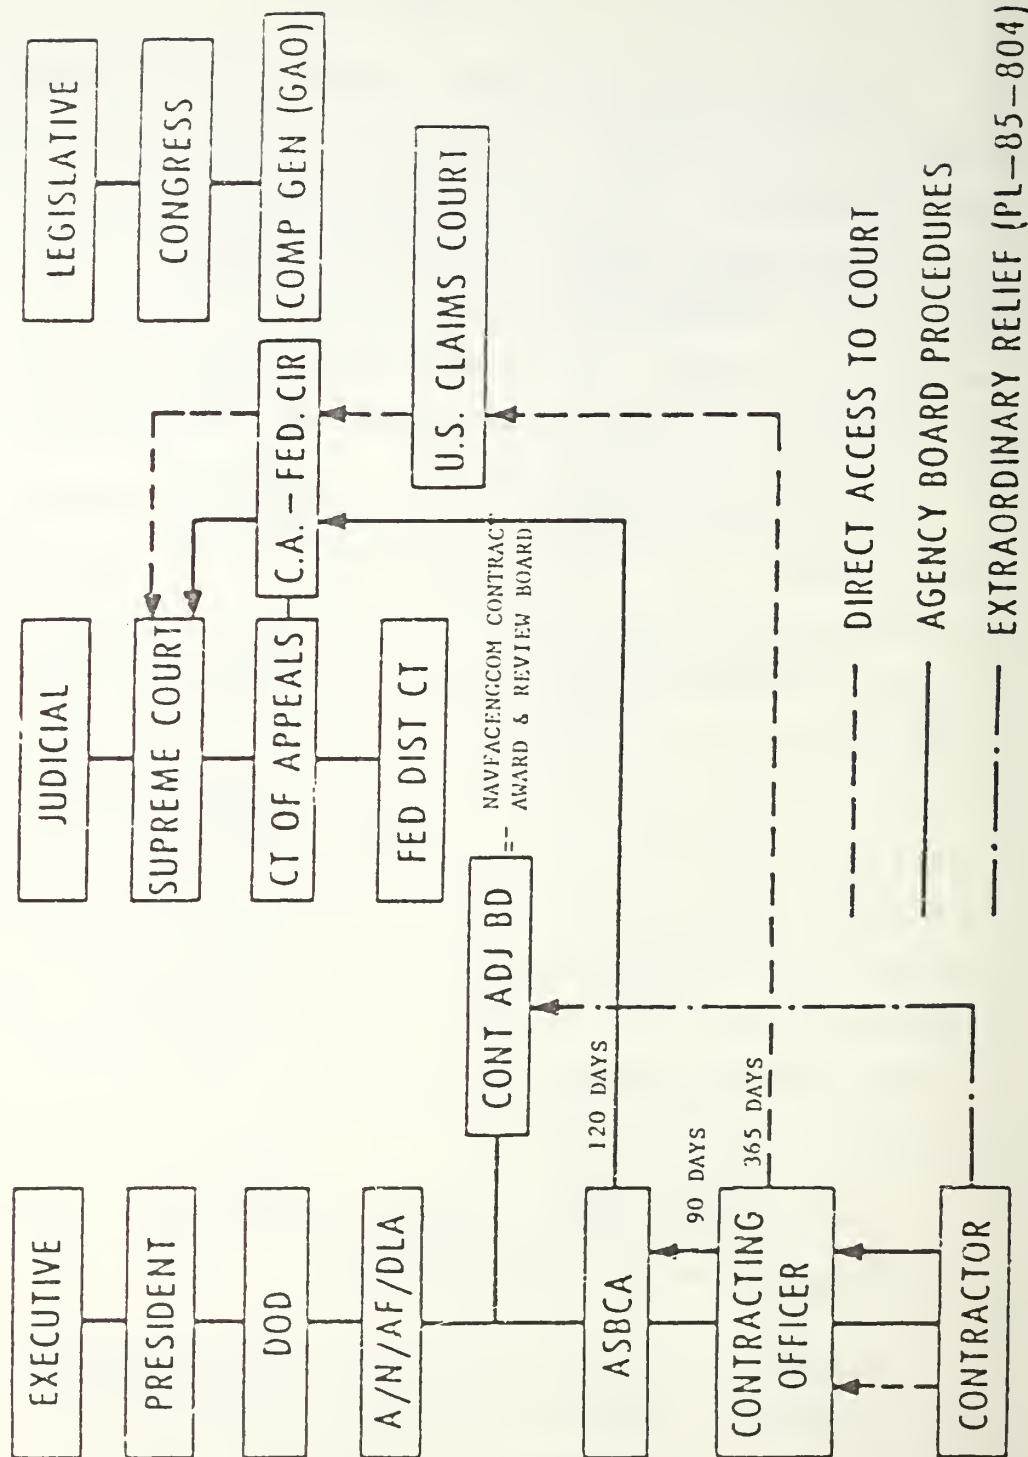 EXECUTIVE
PRESIDENT
DOD
A/N/AF/DLA
ASBCA
CONTRACTING
OFFICER
CONTRACTOR
90 DAYS
120 DAYS
365 DAYS
CONT ADJ BD
=- NAVFACENGCOM CONTRACT
AWARD & REVIEW BOARD
JUDICIAL
SUPREME COURT
CT OF APPEALS
FED DIST CT
C.A. - FED. CIR
U.S. CLAIMS COURT
LEGISLATIVE
CONGRESS
COMP GEN (GAO)
DIRECT ACCESS TO COURT
AGENCY BOARD PROCEDURES
EXTRAORDINARY RELIEF (PL-85-804)